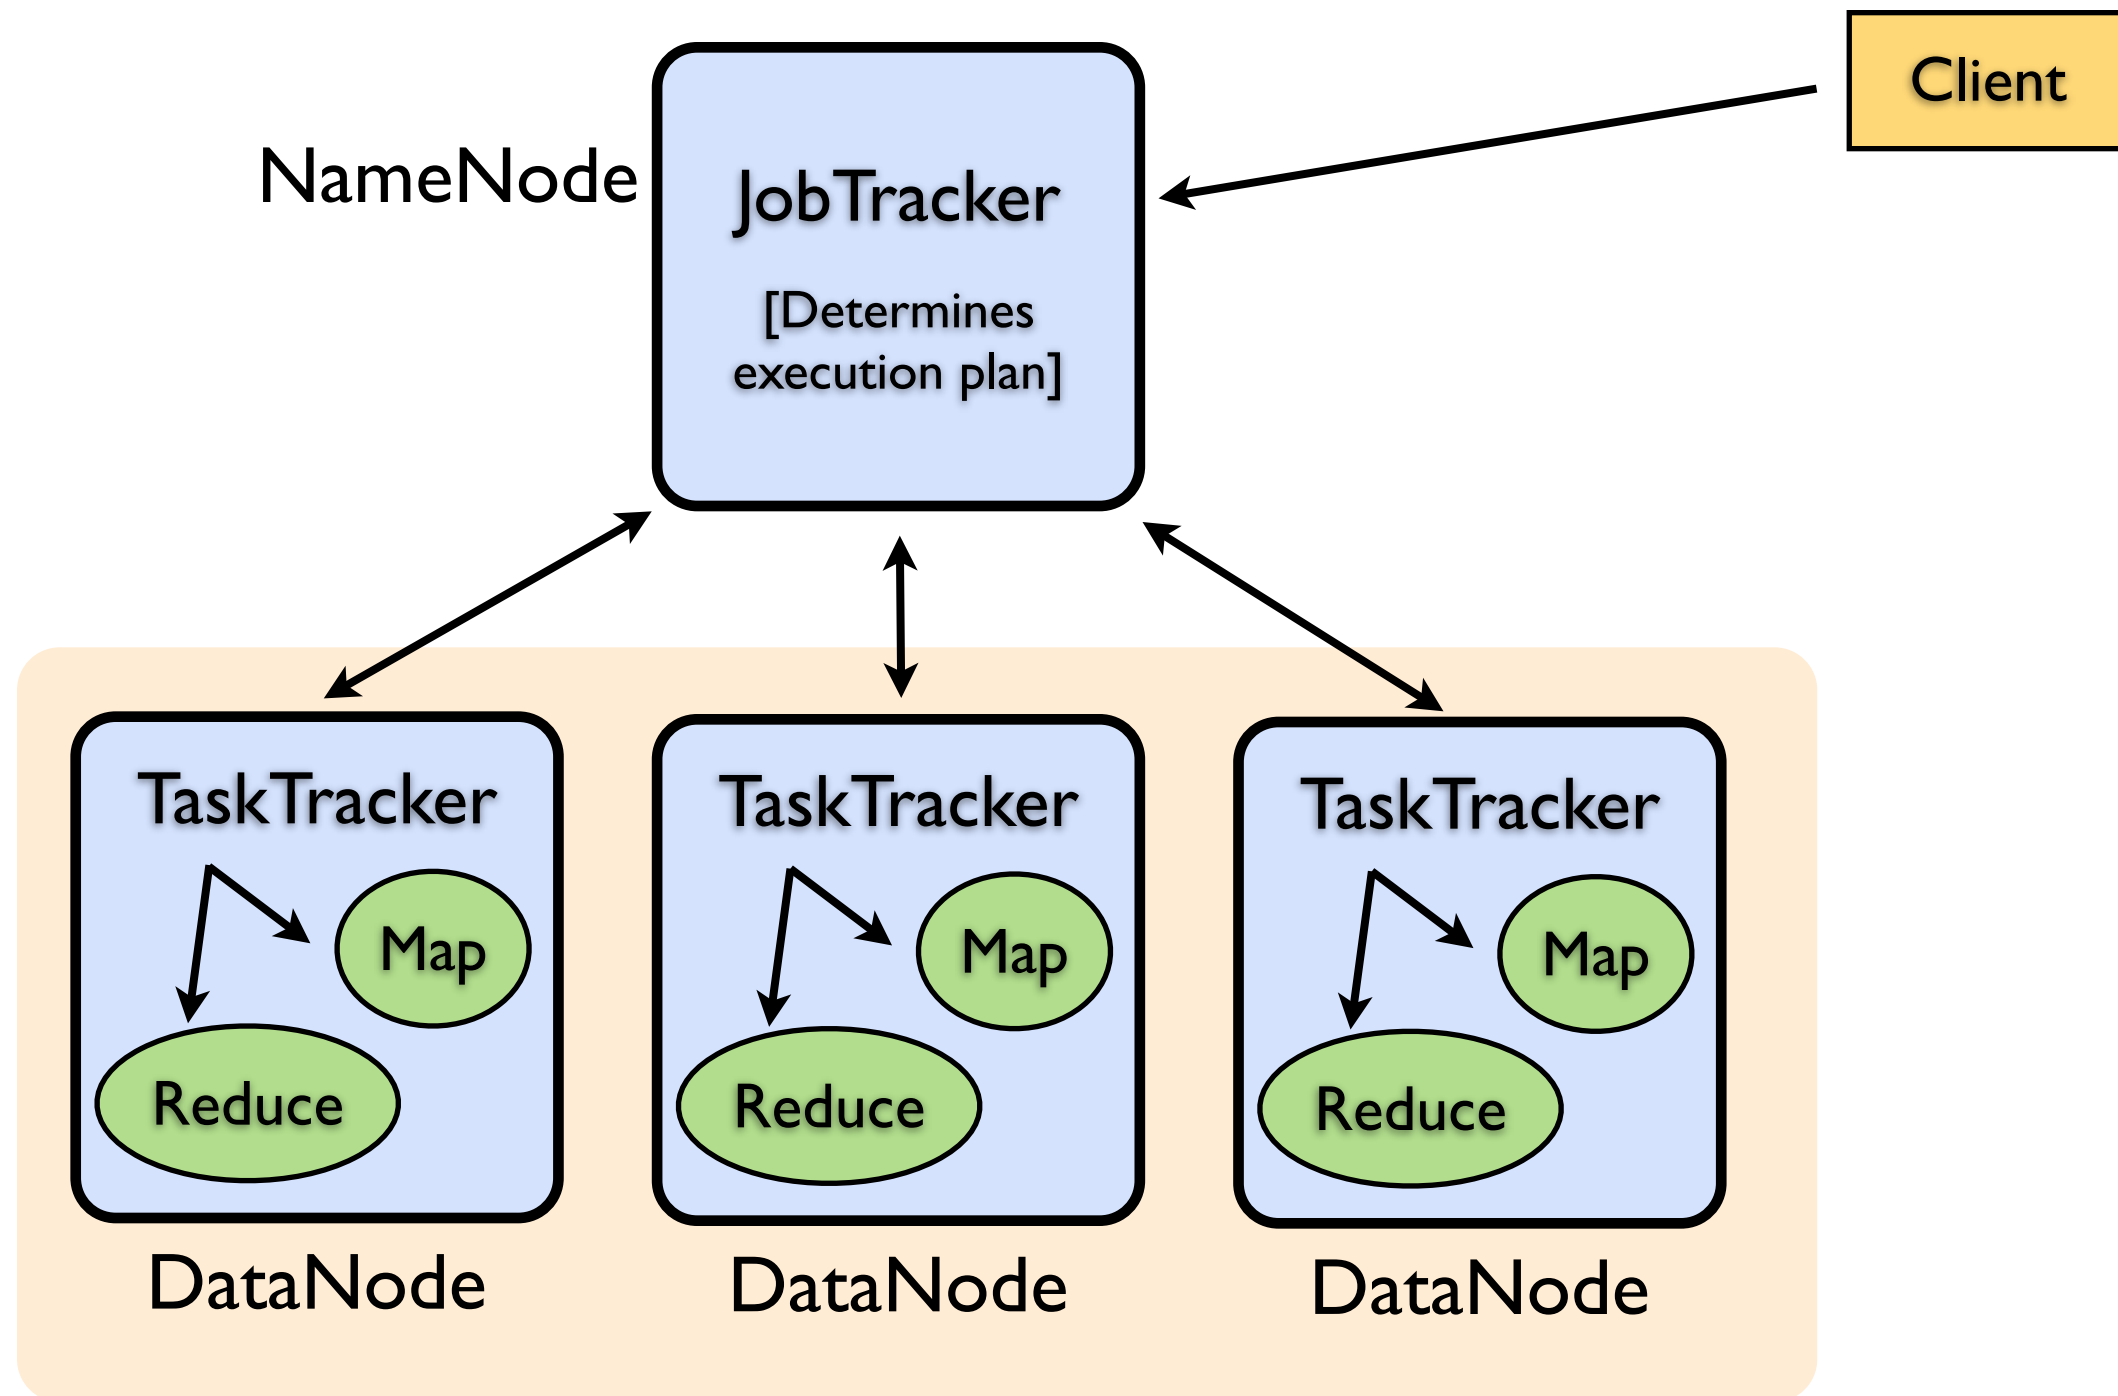 Client
NameNode
JobTracker
[Determines
execution plan]
TaskTracker
Map
Reduce
DataNode
TaskTracker
Map
Reduce
DataNode
TaskTracker
Map
Reduce
DataNode